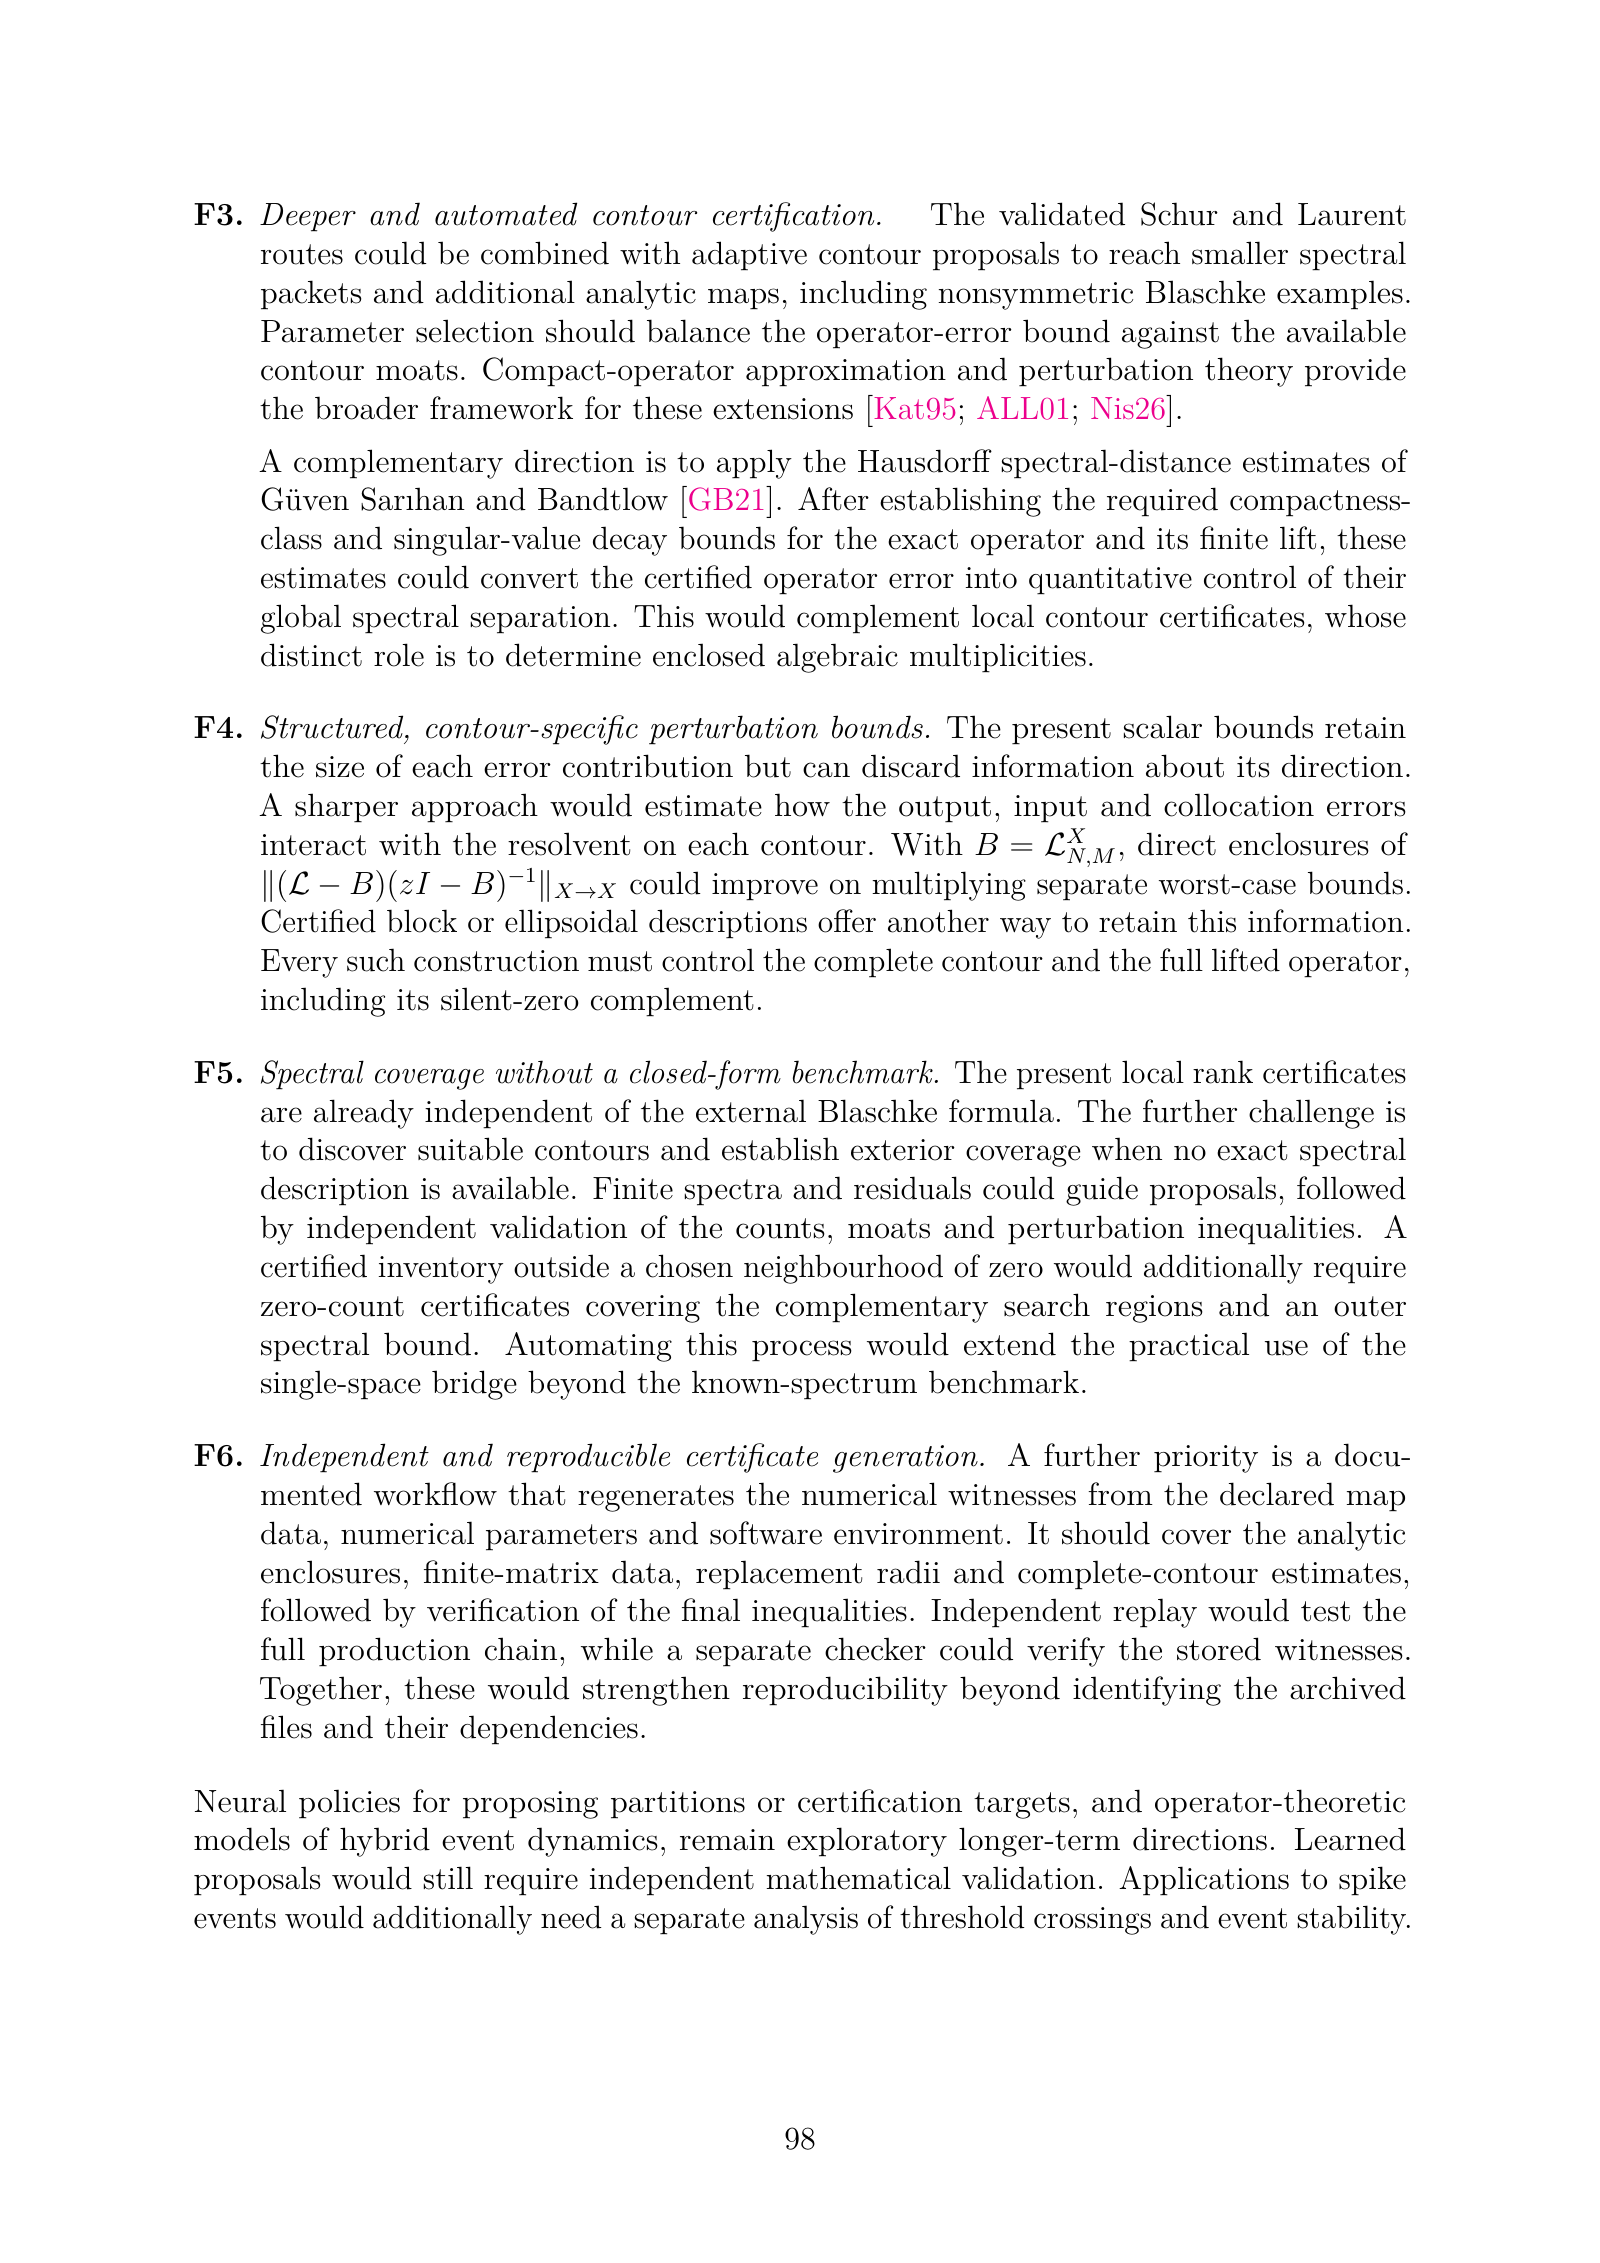 F3. Deeper and automated contour certification. The validated Schur and Laurent
routes could be combined with adaptive contour proposals to reach smaller spectral
packets and additional analytic maps, including nonsymmetric Blaschke examples.
Parameter selection should balance the operator-error bound against the available
contour moats. Compact-operator approximation and perturbation theory provide
the broader framework for these extensions [Kat95; ALL01; Nis26].
A complementary direction is to apply the Hausdorff spectral-distance estimates of
Güven Sarıhan and Bandtlow [GB21]. After establishing the required compactness-
class and singular-value decay bounds for the exact operator and its finite lift, these
estimates could convert the certified operator error into quantitative control of their
global spectral separation. This would complement local contour certificates, whose
distinct role is to determine enclosed algebraic multiplicities.
F4. Structured, contour-specific perturbation bounds. The present scalar bounds retain
the size of each error contribution but can discard information about its direction.
A sharper approach would estimate how the output, input and collocation errors
interact with the resolvent on each contour. With B = 𝓛^X_{N,M}, direct enclosures of
‖(𝓛 − B)(zI − B)^{−1}‖_{X→X} could improve on multiplying separate worst-case bounds.
Certified block or ellipsoidal descriptions offer another way to retain this information.
Every such construction must control the complete contour and the full lifted operator,
including its silent-zero complement.
F5. Spectral coverage without a closed-form benchmark. The present local rank certificates
are already independent of the external Blaschke formula. The further challenge is
to discover suitable contours and establish exterior coverage when no exact spectral
description is available. Finite spectra and residuals could guide proposals, followed
by independent validation of the counts, moats and perturbation inequalities. A
certified inventory outside a chosen neighbourhood of zero would additionally require
zero-count certificates covering the complementary search regions and an outer
spectral bound. Automating this process would extend the practical use of the
single-space bridge beyond the known-spectrum benchmark.
F6. Independent and reproducible certificate generation. A further priority is a docu-
mented workflow that regenerates the numerical witnesses from the declared map
data, numerical parameters and software environment. It should cover the analytic
enclosures, finite-matrix data, replacement radii and complete-contour estimates,
followed by verification of the final inequalities. Independent replay would test the
full production chain, while a separate checker could verify the stored witnesses.
Together, these would strengthen reproducibility beyond identifying the archived
files and their dependencies.
Neural policies for proposing partitions or certification targets, and operator-theoretic
models of hybrid event dynamics, remain exploratory longer-term directions. Learned
proposals would still require independent mathematical validation. Applications to spike
events would additionally need a separate analysis of threshold crossings and event stability.
98